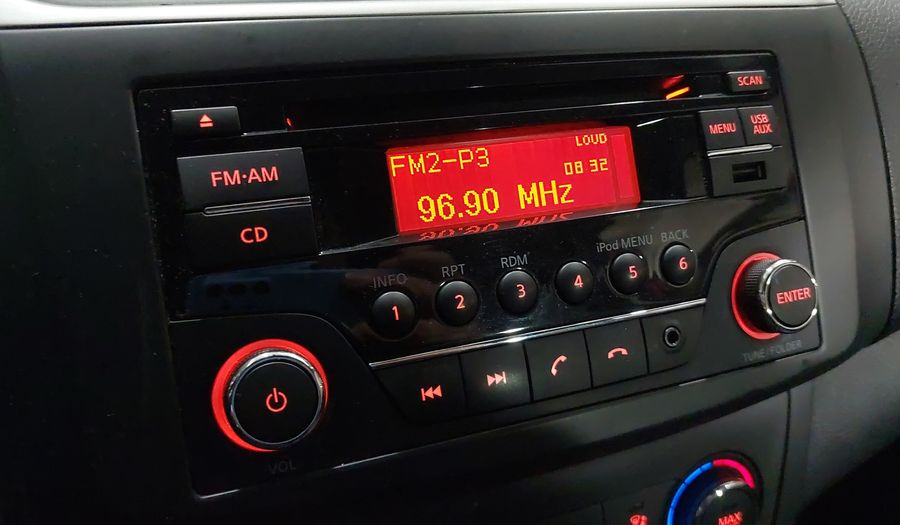 SCAN
MENU
USB
AUX
FM·AM
CD
LOUD
FM2-P3
08 32
96.90 MHz
INFO
RPT
RDM
iPod MENU
BACK
1
2
3
4
5
6
ENTER
TUNE/FOLDER
VOL
MAX